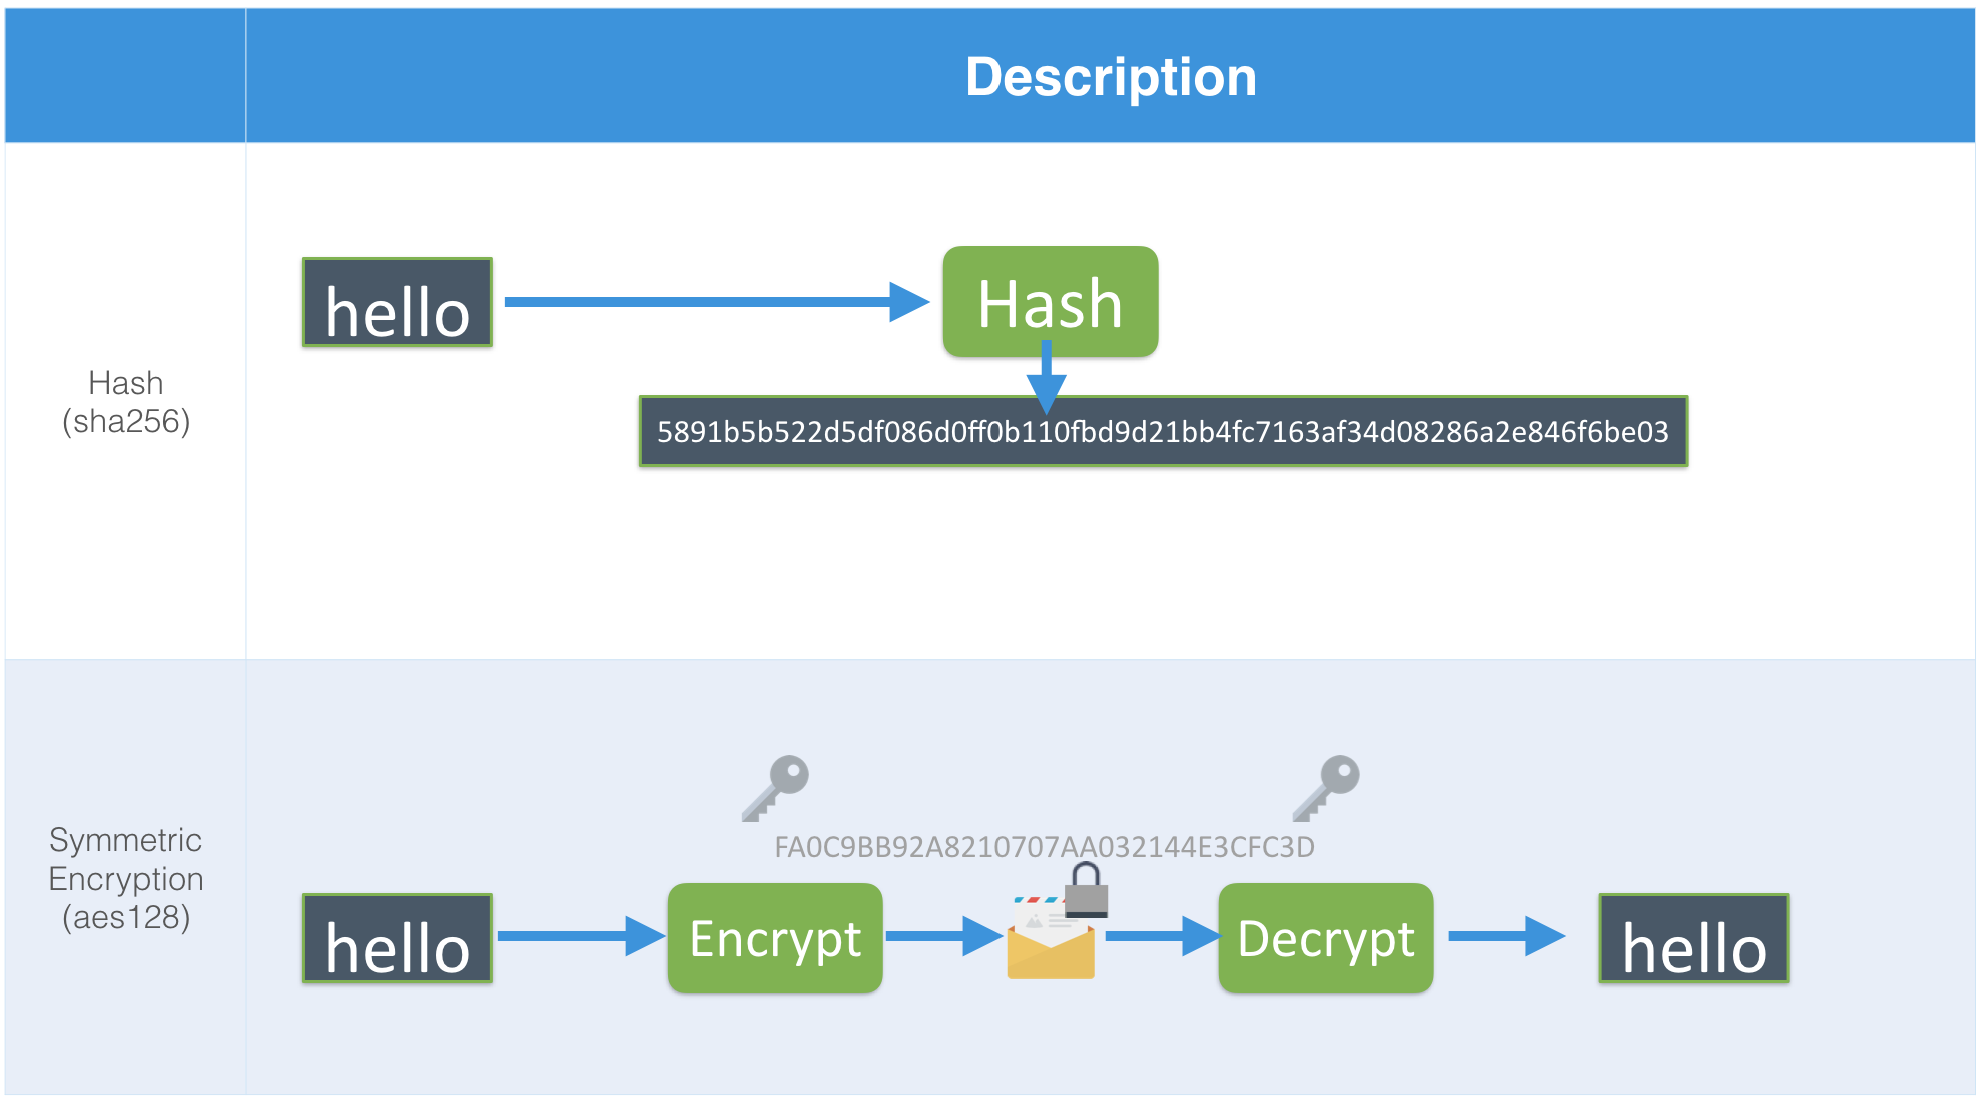 Description
Hash
(sha256)
hello
Hash
5891b5b522d5df086d0ff0b110fbd9d21bb4fc7163af34d08286a2e846f6be03
Symmetric
Encryption
(aes128)
FA0C9BB92A8210707AA032144E3CFC3D
hello
Encrypt
Decrypt
hello